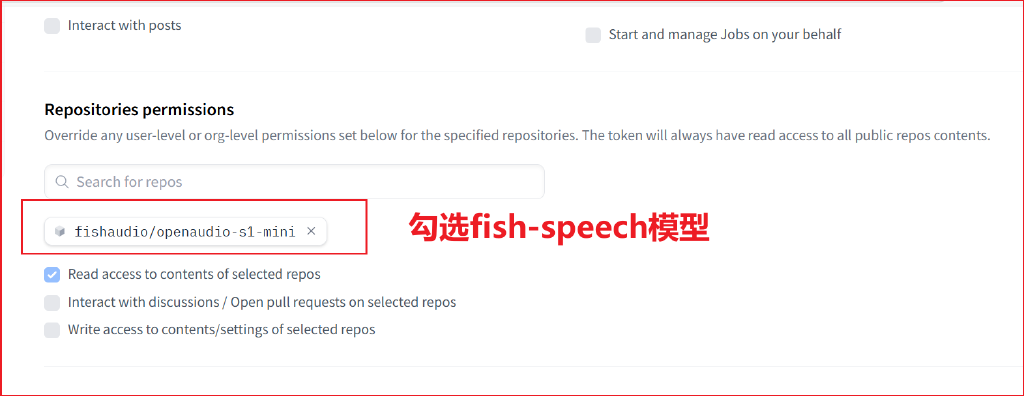 Interact with posts
Start and manage Jobs on your behalf
Repositories permissions
Override any user-level or org-level permissions set below for the specified repositories. The token will always have read access to all public repos contents.
Search for repos
fishaudio/openaudio-s1-mini ×
勾选fish-speech模型
Read access to contents of selected repos
Interact with discussions / Open pull requests on selected repos
Write access to contents/settings of selected repos